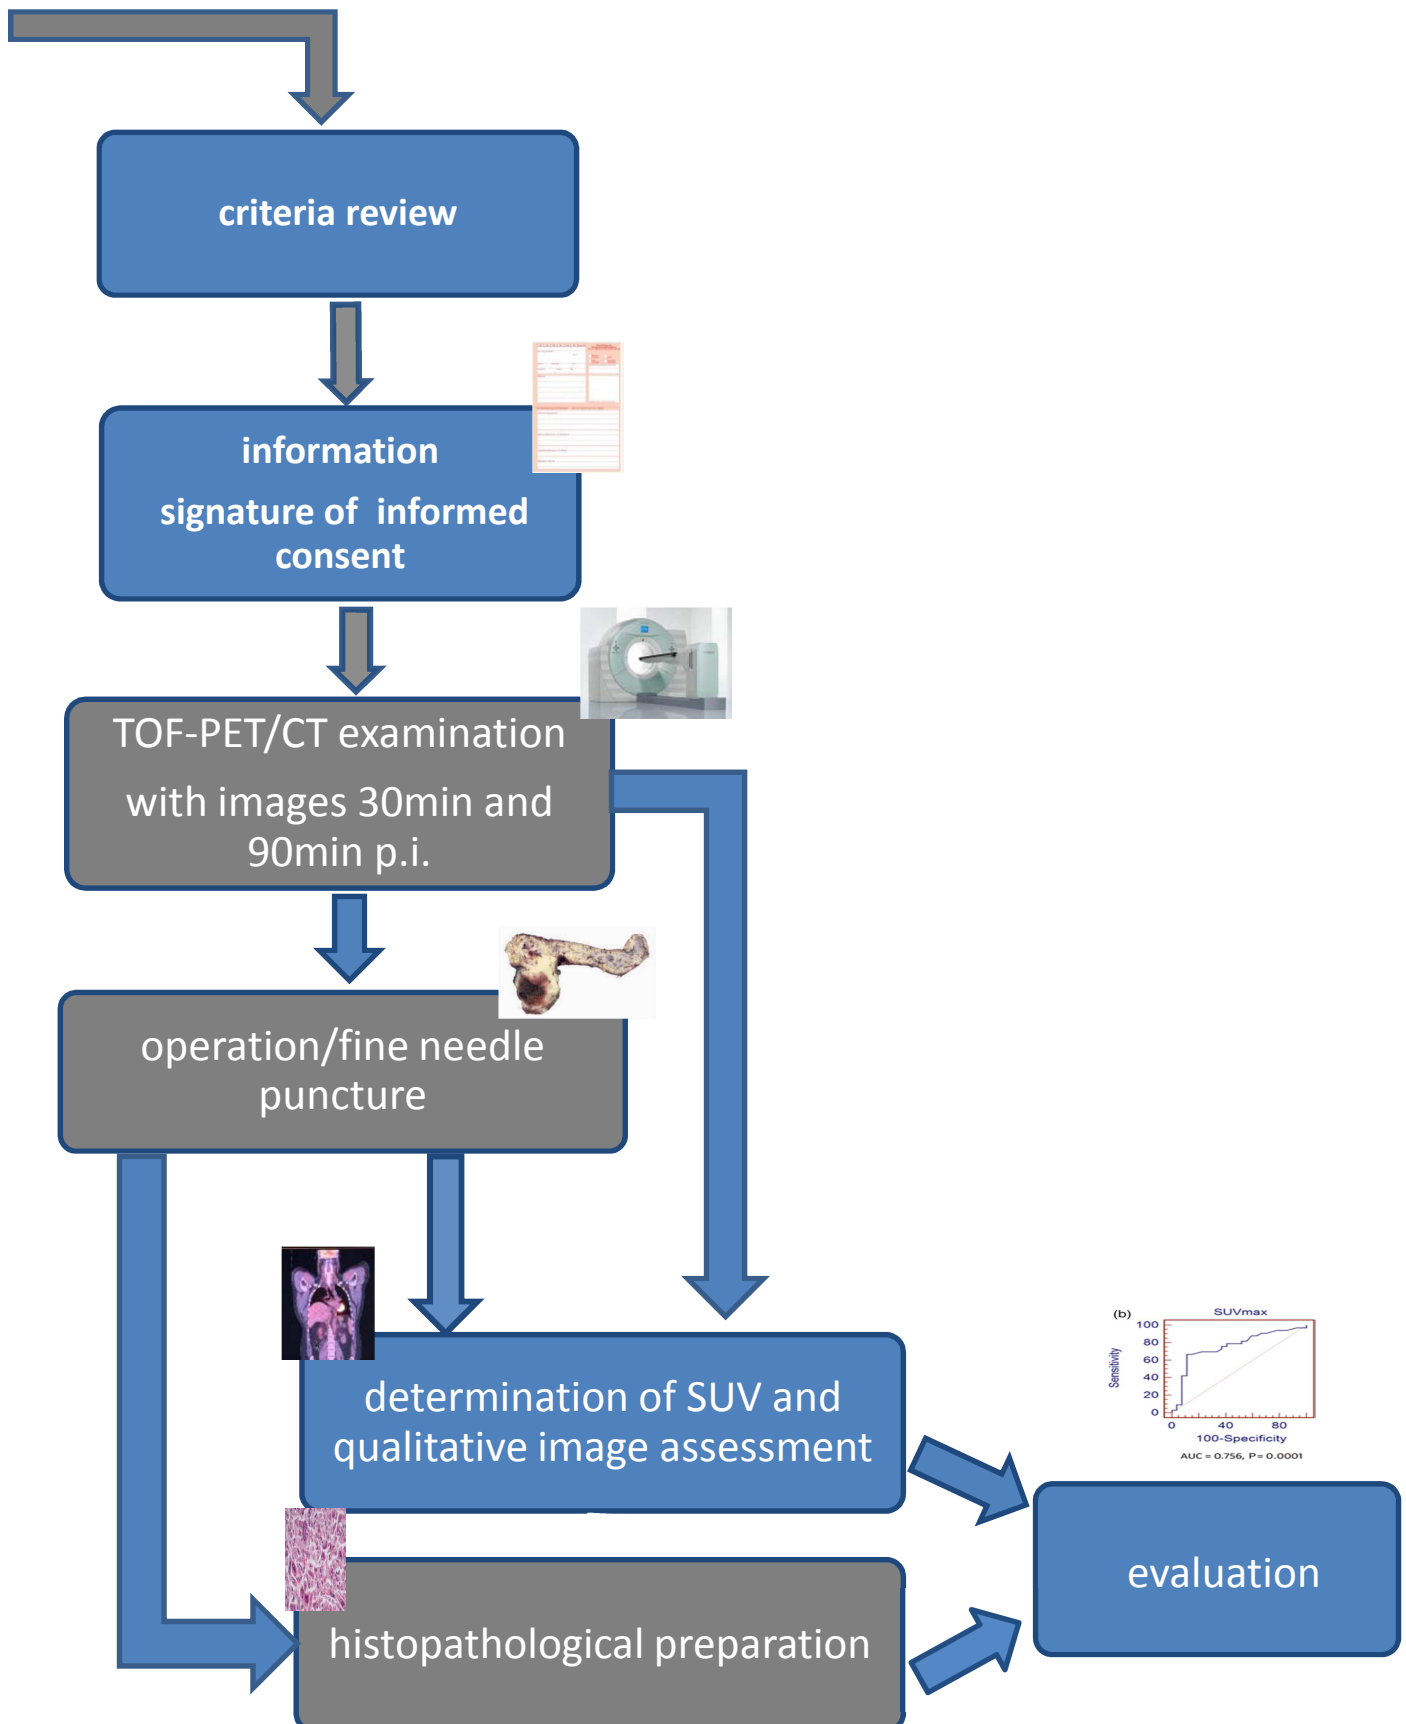 criteria review
information
signature of  informed
consent
TOF-PET/CT examination
with images 30min and
90min p.i.
operation/fine needle
puncture
determination of SUV and
qualitative image assessment
histopathological preparation
(b)
SUVmax
Sensitivity
100
80
60
40
20
0
0 40 80
100-Specificity
AUC = 0.756, P= 0.0001
evaluation